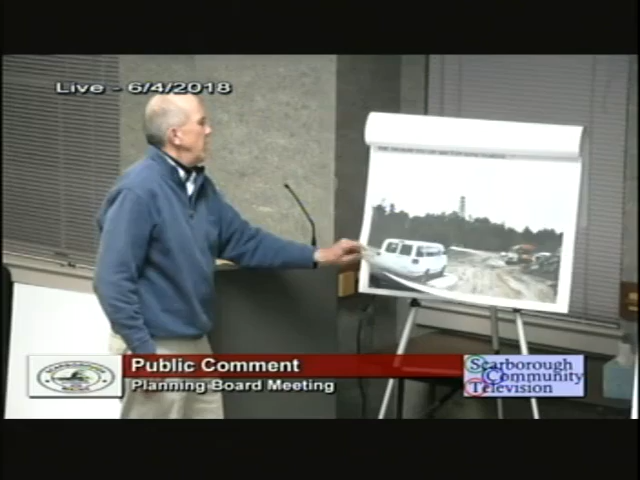 Live - 6/4/2018
Public Comment
Planning Board Meeting
Scarborough
Community
Television